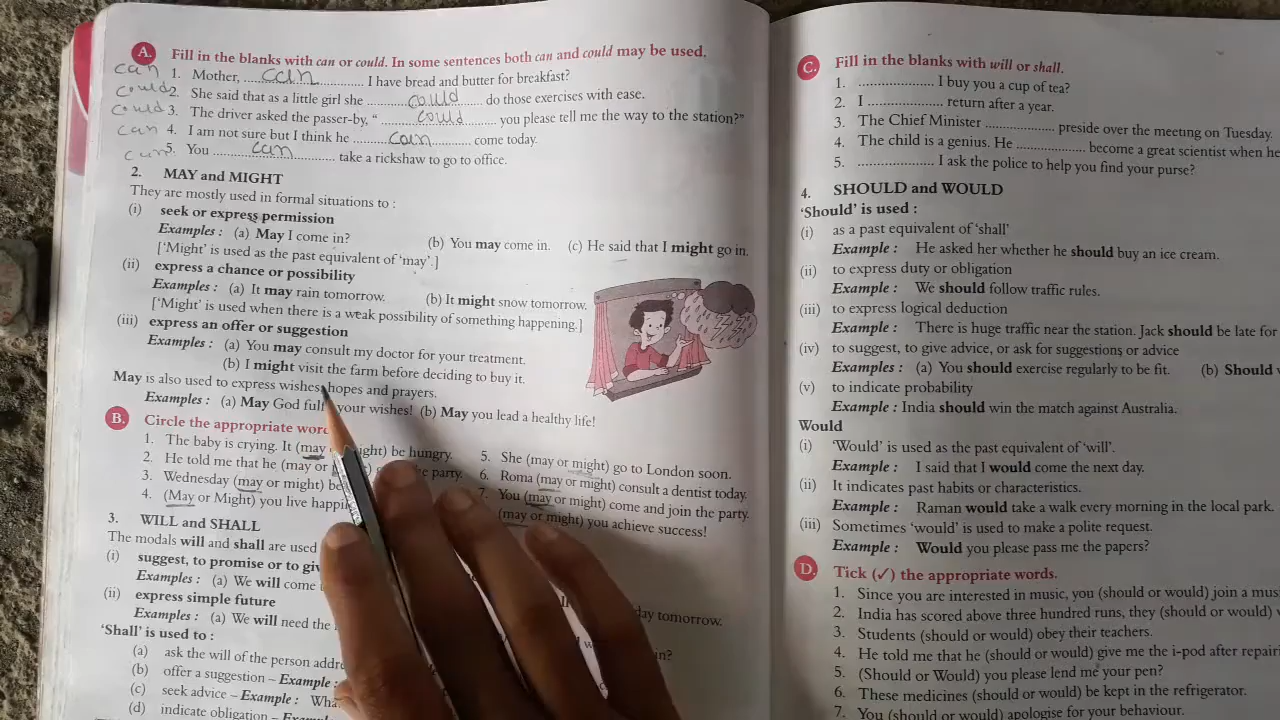 A. Fill in the blanks with can or could. In some sentences both can and could may be used.
can 1. Mother, ....can.... I have bread and butter for breakfast?
could 2. She said that as a little girl she ....could.... do those exercises with ease.
could 3. The driver asked the passer-by, "....could.... you please tell me the way to the station?"
can 4. I am not sure but I think he ....can.... come today.
can 5. You ....can.... take a rickshaw to go to office.
2. MAY and MIGHT
They are mostly used in formal situations to :
(i) seek or express permission
Examples : (a) May I come in? (b) You may come in. (c) He said that I might go in.
['Might' is used as the past equivalent of 'may'.]
(ii) express a chance or possibility
Examples : (a) It may rain tomorrow. (b) It might snow tomorrow.
['Might' is used when there is a weak possibility of something happening.]
(iii) express an offer or suggestion
Examples : (a) You may consult my doctor for your treatment.
(b) I might visit the farm before deciding to buy it.
May is also used to express wishes hopes and prayers.
Examples : (a) May God fulfi your wishes! (b) May you lead a healthy life!
B. Circle the appropriate wor
1. The baby is crying. It (may ight) be hungry.
2. He told me that he (may or he party.
3. Wednesday (may or might) be
4. (May or Might) you live happil
5. She (may or might) go to London soon.
6. Roma (may or might) consult a dentist today.
7. You (may or might) come and join the party.
(may or might) you achieve success!
3. WILL and SHALL
The modals will and shall are used
(i) suggest, to promise or to giv
Examples : (a) We will come
(ii) express simple future
Examples : (a) We will need the day tomorrow.
'Shall' is used to :
(a) ask the will of the person addre
(b) offer a suggestion – Example :
(c) seek advice – Example : Wha
(d) indicate obligation – Exam
C. Fill in the blanks with will or shall.
1. .................... I buy you a cup of tea?
2. I .................... return after a year.
3. The Chief Minister .................... preside over the meeting on Tuesday.
4. The child is a genius. He .................... become a great scientist when he
5. .................... I ask the police to help you find your purse?
4. SHOULD and WOULD
'Should' is used :
(i) as a past equivalent of 'shall'
Example : He asked her whether he should buy an ice cream.
(ii) to express duty or obligation
Example : We should follow traffic rules.
(iii) to express logical deduction
Example : There is huge traffic near the station. Jack should be late for
(iv) to suggest, to give advice, or ask for suggestions or advice
Examples : (a) You should exercise regularly to be fit. (b) Should
(v) to indicate probability
Example : India should win the match against Australia.
Would
(i) 'Would' is used as the past equivalent of 'will'.
Example : I said that I would come the next day.
(ii) It indicates past habits or characteristics.
Example : Raman would take a walk every morning in the local park.
(iii) Sometimes 'would' is used to make a polite request.
Example : Would you please pass me the papers?
D. Tick (✓) the appropriate words.
1. Since you are interested in music, you (should or would) join a mus
2. India has scored above three hundred runs, they (should or would)
3. Students (should or would) obey their teachers.
4. He told me that he (should or would) give me the i-pod after repairi
5. (Should or Would) you please lend me your pen?
6. These medicines (should or would) be kept in the refrigerator.
7. You (should or would) apologise for your behaviour.